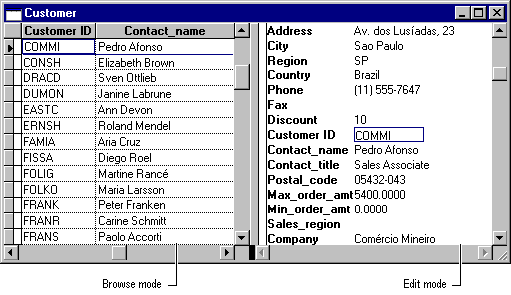 Customer
Customer ID Contact_name
COMMI Pedro Afonso
CONSH Elizabeth Brown
DRACD Sven Ottlieb
DUMON Janine Labrune
EASTC Ann Devon
ERNSH Roland Mendel
FAMIA Aria Cruz
FISSA Diego Roel
FOLIG Martine Rancé
FOLKO Maria Larsson
FRANK Peter Franken
FRANR Carine Schmitt
FRANS Paolo Accorti
Address Av. dos Lusíadas, 23
City Sao Paulo
Region SP
Country Brazil
Phone (11) 555-7647
Fax
Discount 10
Customer ID COMMI
Contact_name Pedro Afonso
Contact_title Sales Associate
Postal_code 05432-043
Max_order_amt 5400.0000
Min_order_amt 0.0000
Sales_region
Company Comércio Mineiro
Browse mode Edit mode